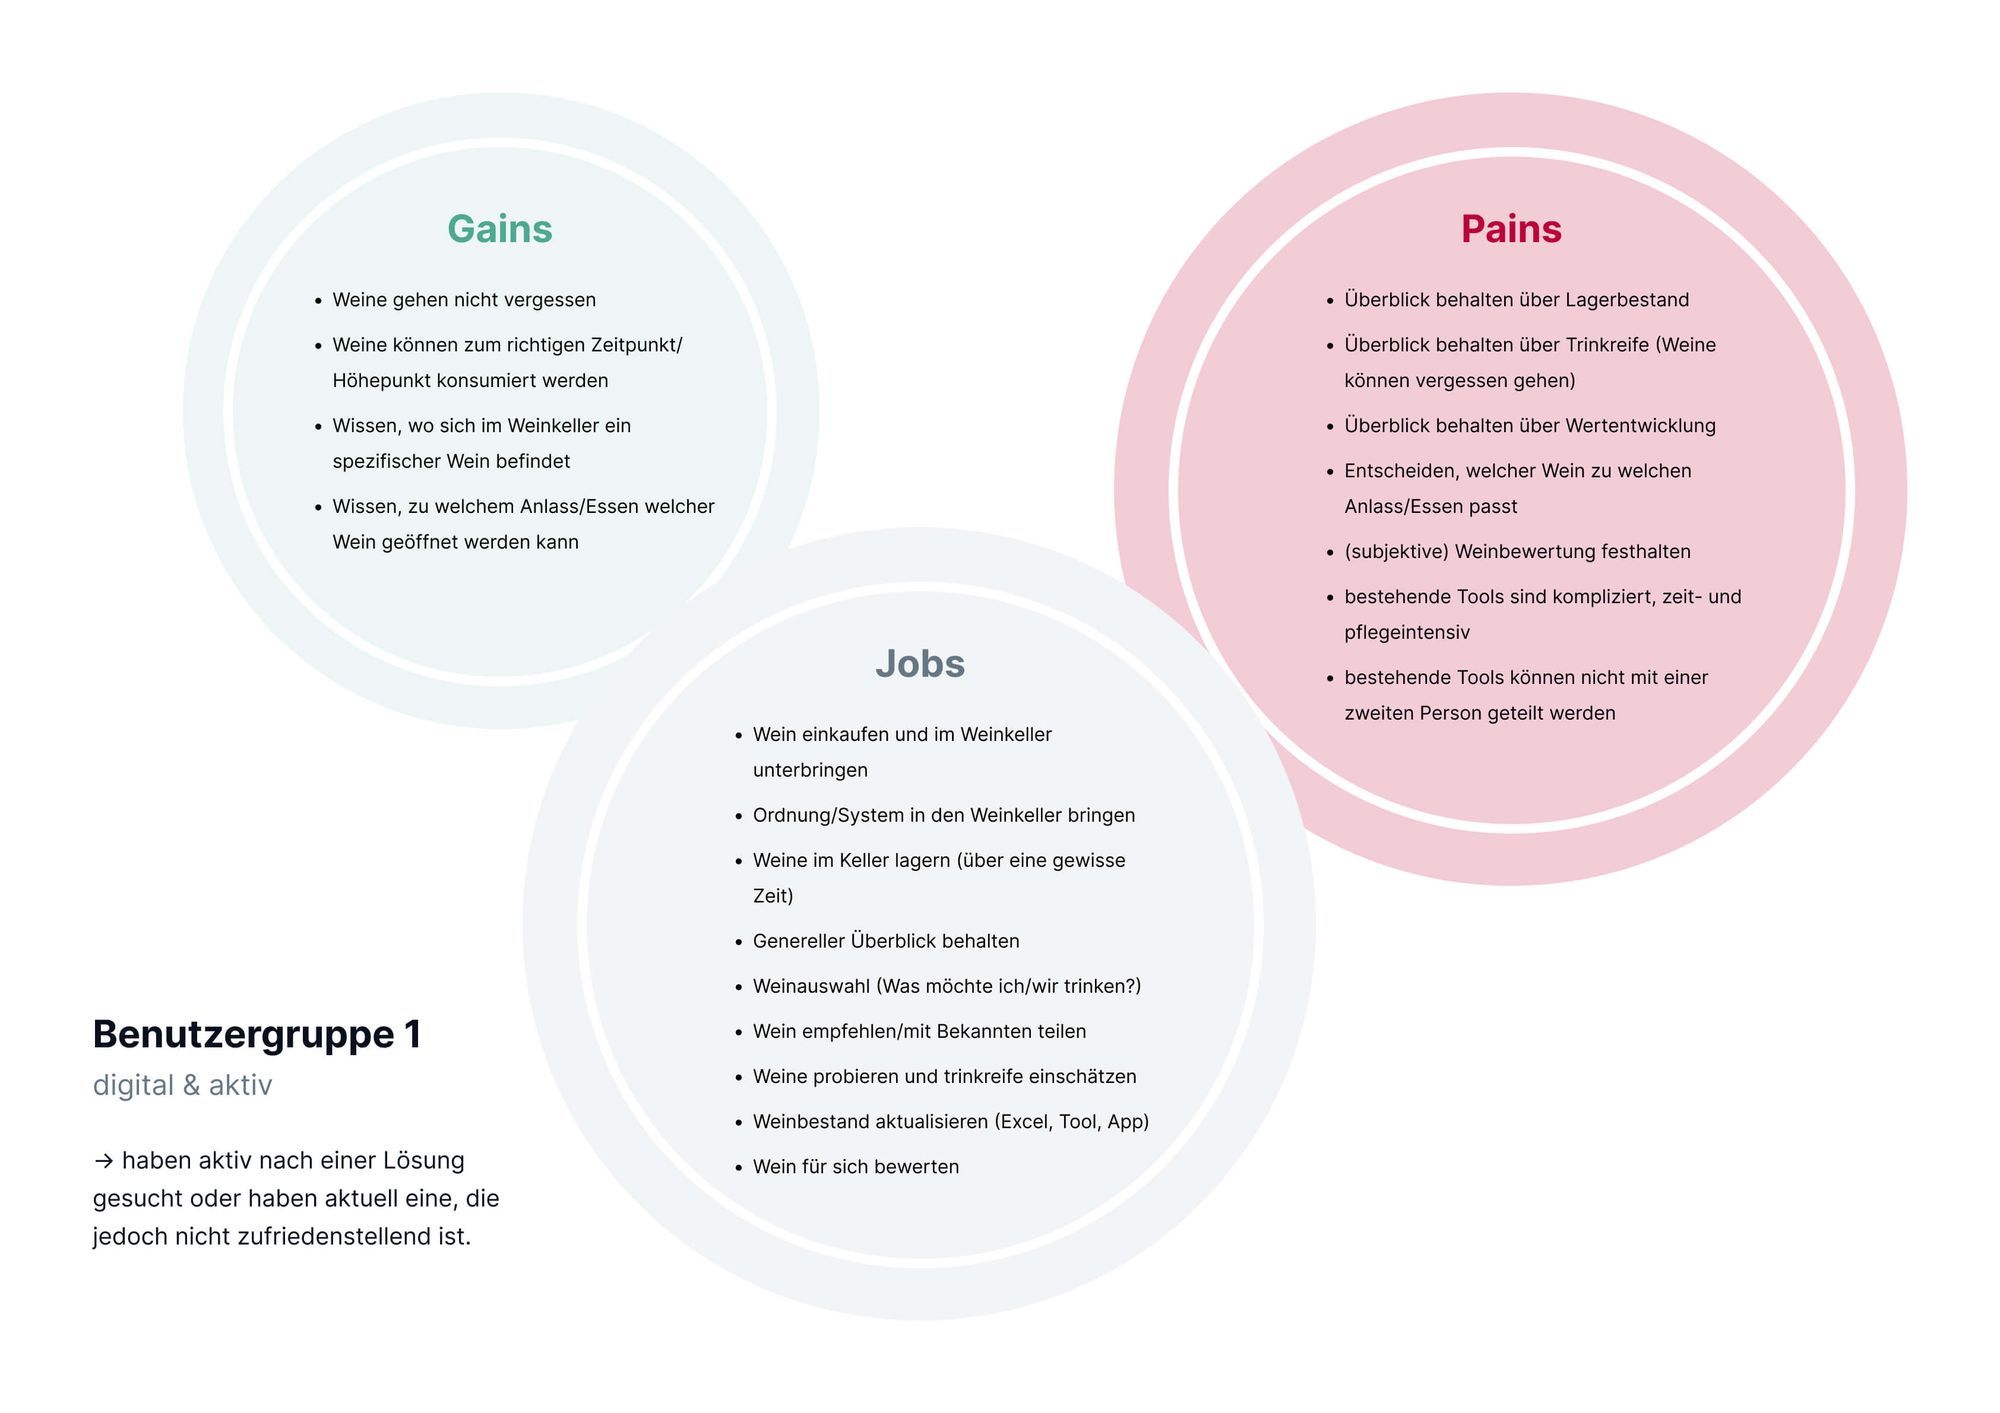 Gains
• Weine gehen nicht vergessen
• Weine können zum richtigen Zeitpunkt/
Höhepunkt konsumiert werden
• Wissen, wo sich im Weinkeller ein
spezifischer Wein befindet
• Wissen, zu welchem Anlass/Essen welcher
Wein geöffnet werden kann
Pains
• Überblick behalten über Lagerbestand
• Überblick behalten über Trinkreife (Weine
können vergessen gehen)
• Überblick behalten über Wertentwicklung
• Entscheiden, welcher Wein zu welchen
Anlass/Essen passt
• (subjektive) Weinbewertung festhalten
• bestehende Tools sind kompliziert, zeit- und
pflegeintensiv
• bestehende Tools können nicht mit einer
zweiten Person geteilt werden
Jobs
• Wein einkaufen und im Weinkeller
unterbringen
• Ordnung/System in den Weinkeller bringen
• Weine im Keller lagern (über eine gewisse
Zeit)
• Genereller Überblick behalten
• Weinauswahl (Was möchte ich/wir trinken?)
• Wein empfehlen/mit Bekannten teilen
• Weine probieren und trinkreife einschätzen
• Weinbestand aktualisieren (Excel, Tool, App)
• Wein für sich bewerten
Benutzergruppe 1
digital & aktiv
→ haben aktiv nach einer Lösung
gesucht oder haben aktuell eine, die
jedoch nicht zufriedenstellend ist.